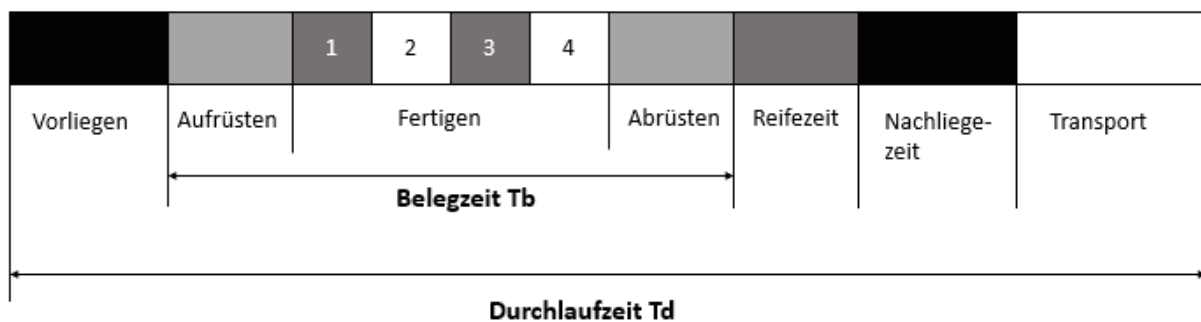 1 2 3 4
Vorliegen Aufrüsten Fertigen Abrüsten Reifezeit Nachliege- Transport
zeit
Belegzeit Tb
Durchlaufzeit Td